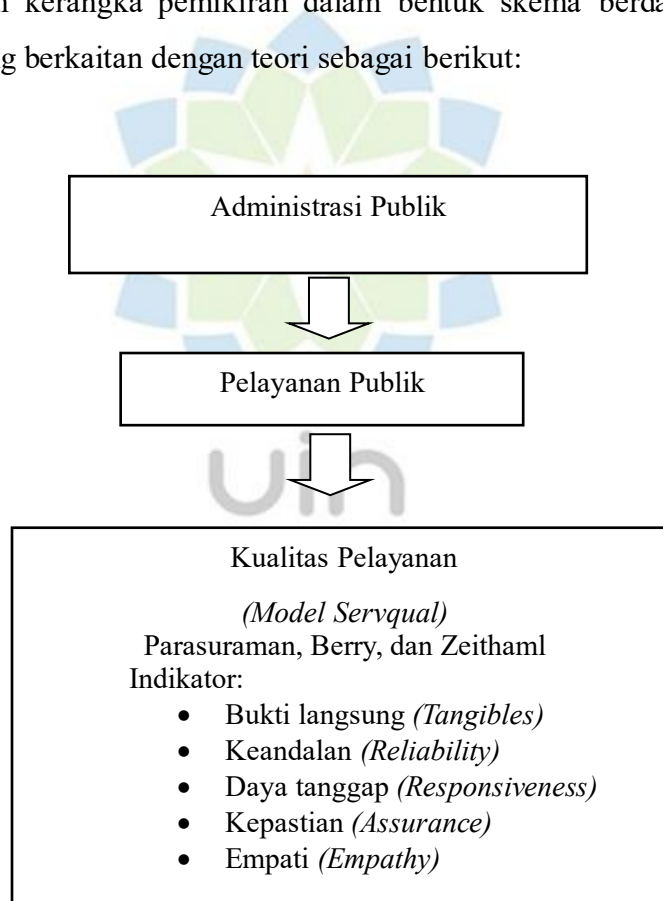 kerangka pemikiran dalam bentuk skema
berkaitan dengan teori sebagai berikut:
Administrasi Publik
Pelayanan Publik
uin
Kualitas Pelayanan
(Model Servqual)
Parasuraman, Berry, dan Zeithaml
Indikator:
• Bukti langsung (Tangibles)
• Keandalan (Reliability)
• Daya tanggap (Responsiveness)
• Kepastian (Assurance)
• Empati (Empathy)